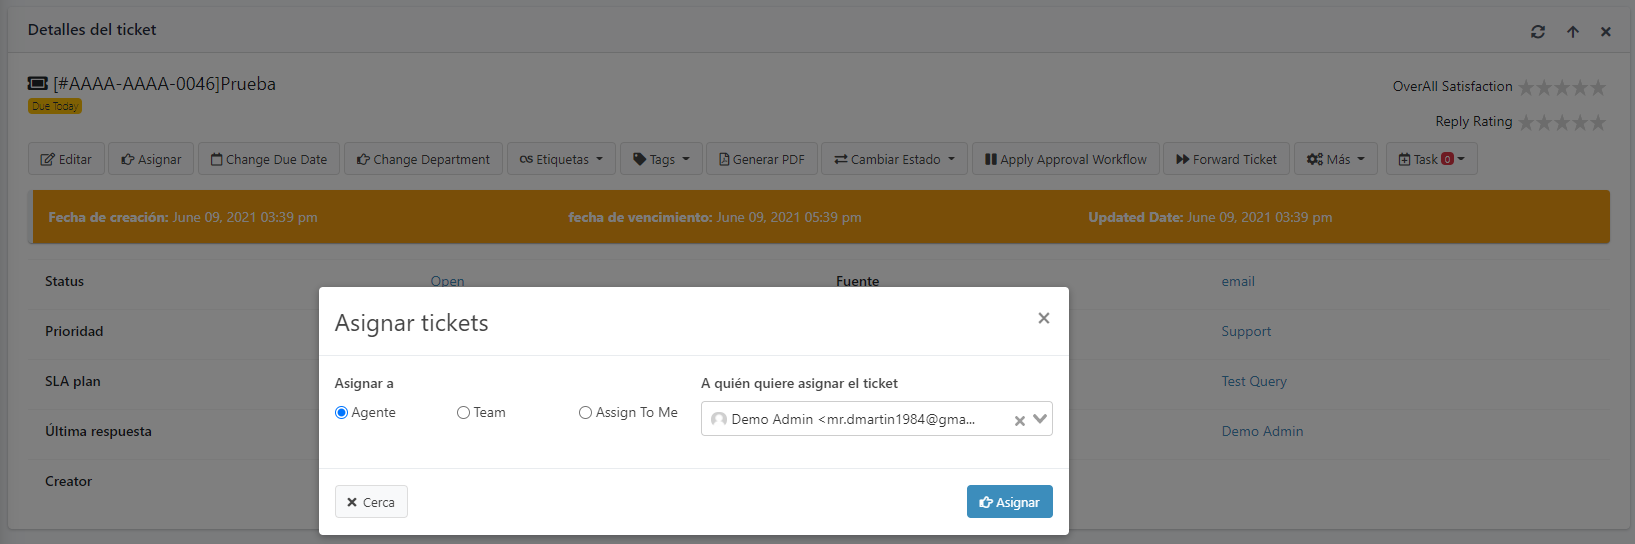 Detalles del ticket
[#AAAA-AAAA-0046]Prueba
Due Today
OverAll Satisfaction
Reply Rating
Editar Asignar Change Due Date Change Department Etiquetas Tags Generar PDF Cambiar Estado Apply Approval Workflow Forward Ticket Más Task 0
Fecha de creación: June 09, 2021 03:39 pm fecha de vencimiento: June 09, 2021 05:39 pm Updated Date: June 09, 2021 03:39 pm
Status Open Fuente email
Prioridad Support
SLA plan Test Query
Última respuesta Demo Admin
Creator
Asignar tickets
Asignar a
Agente Team Assign To Me
A quién quiere asignar el ticket
Demo Admin <mr.dmartin1984@gma...
Cerca
Asignar